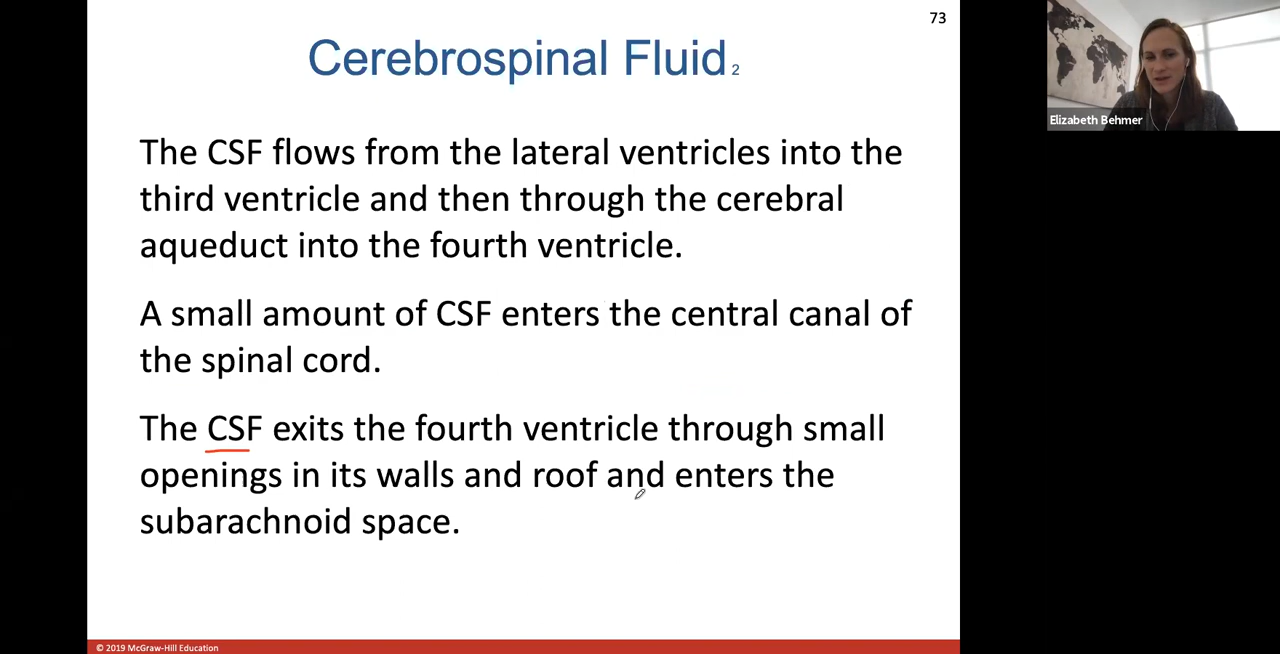 73
Cerebrospinal Fluid 2
Elizabeth Behmer
The CSF flows from the lateral ventricles into the
third ventricle and then through the cerebral
aqueduct into the fourth ventricle.
A small amount of CSF enters the central canal of
the spinal cord.
The CSF exits the fourth ventricle through small
openings in its walls and roof and enters the
subarachnoid space.
© 2019 McGraw-Hill Education